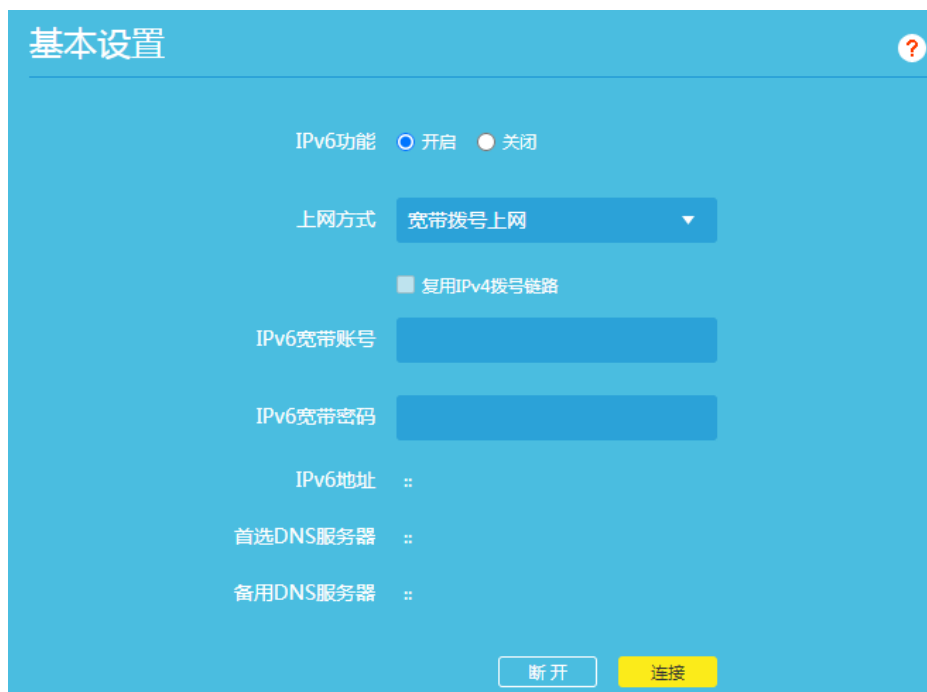 基本设置
?
IPv6功能 开启 关闭
上网方式 宽带拨号上网
复用IPv4拨号链路
IPv6宽带账号
IPv6宽带密码
IPv6地址 ::
首选DNS服务器 ::
备用DNS服务器 ::
断开 连接